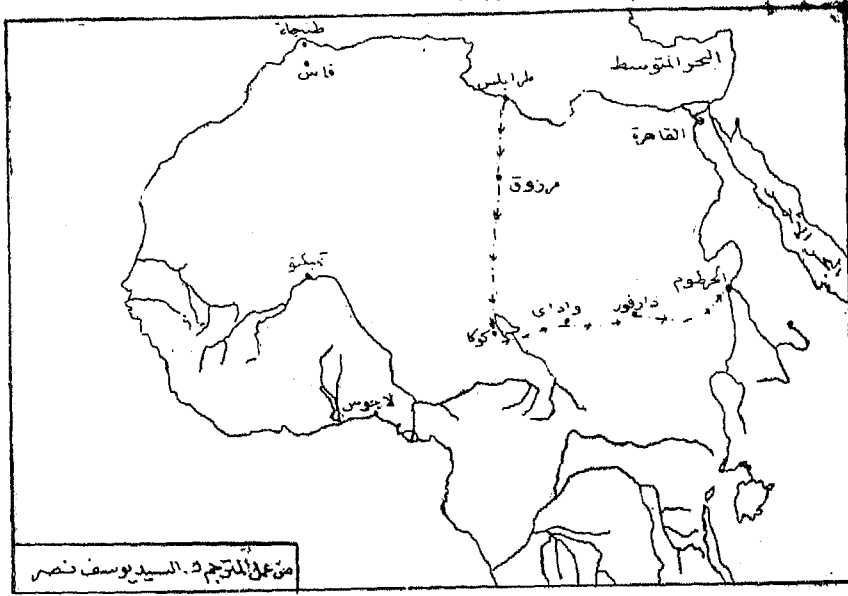 طنجة
فاس
طرابلس
البحر المتوسط
القاهرة
مرزوق
البحر الأحمر
تمبكتو
الخرطوم
دارفور
واداى
كوكا
لاجوس
من عمل المترجم د. السيد يوسف نصر